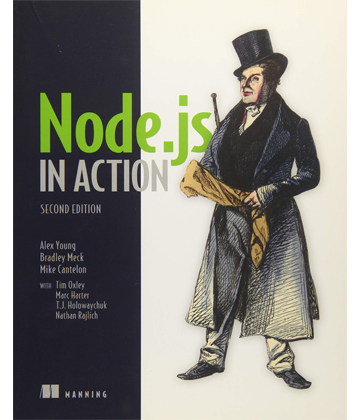 Node.js
IN ACTION
SECOND EDITION
Alex Young
Bradley Meck
Mike Cantelon
WITH Tim Oxley
Marc Harter
T.J. Holowaychuk
Nathan Rajlich
MANNING